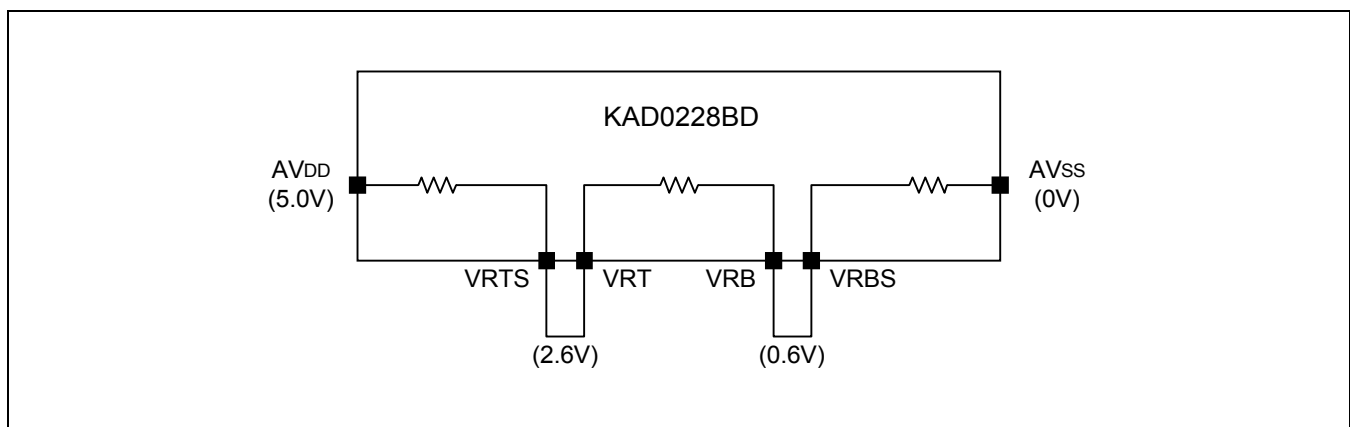 KAD0228BD
AVDD
(5.0V)
AVSS
(0V)
VRTS
VRT
VRB
VRBS
(2.6V)
(0.6V)